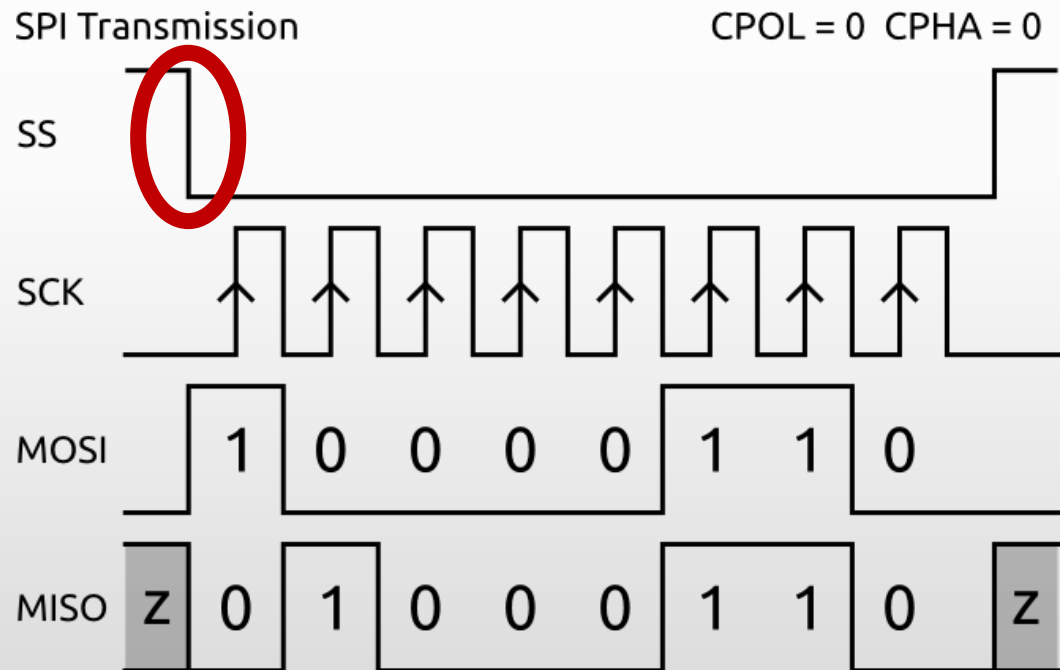 SPI Transmission CPOL = 0 CPHA = 0
SS
SCK
MOSI 1 0 0 0 0 1 1 0
MISO Z 0 1 0 0 0 1 1 0 Z